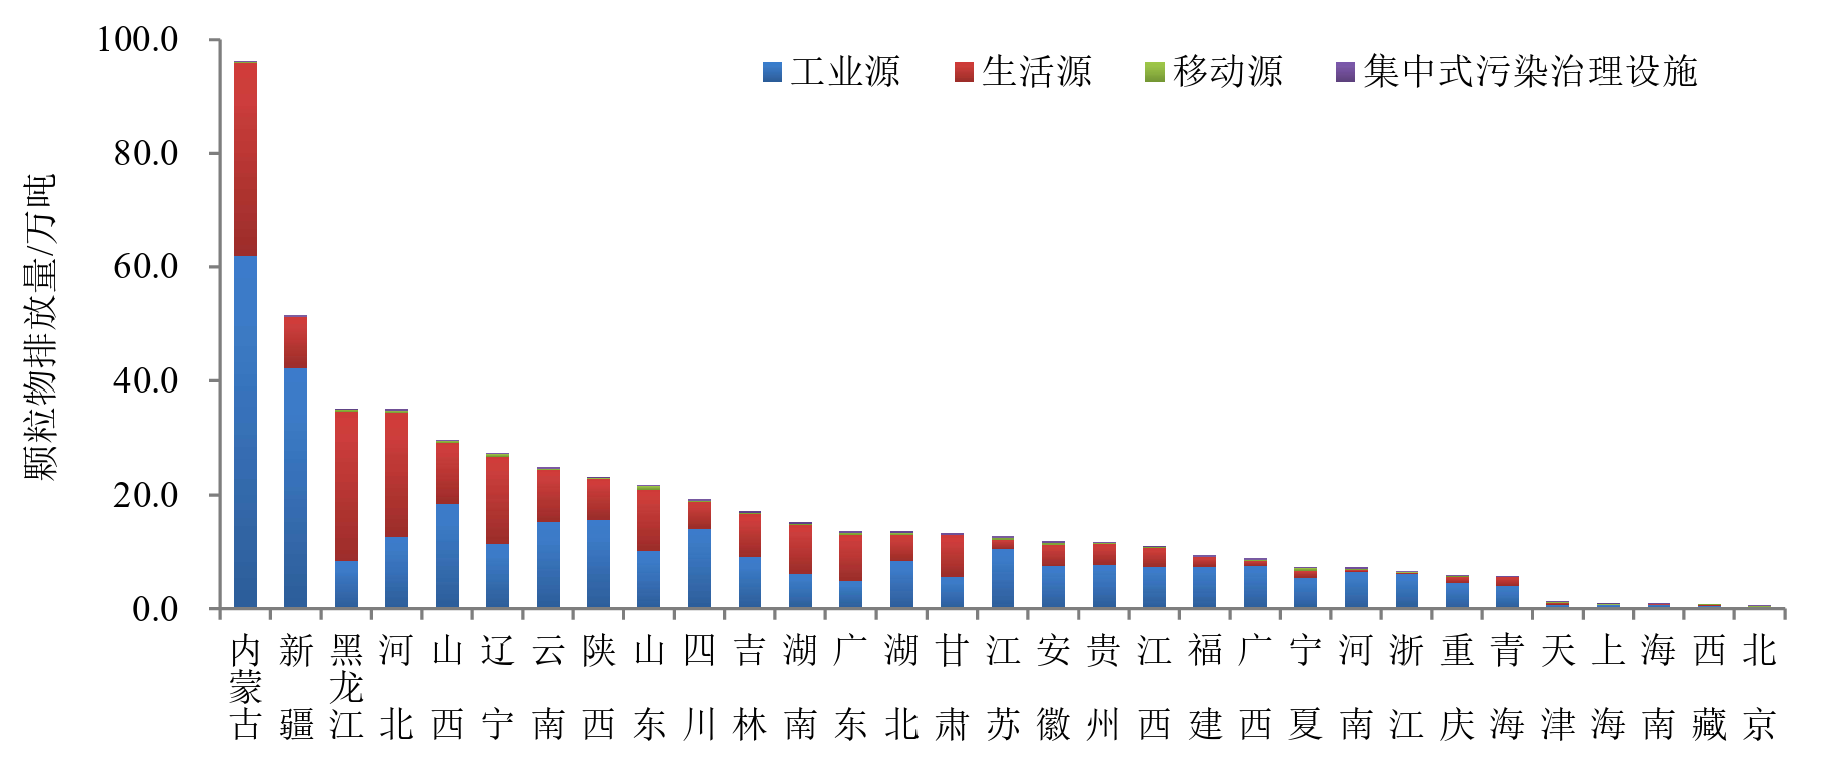 100.0
80.0
60.0
40.0
20.0
0.0
颗粒物排放量/万吨
工业源
生活源
移动源
集中式污染治理设施
内蒙古
新疆
黑龙江
河北
山西
辽宁
云南
陕西
山东
四川
吉林
湖南
广东
湖北
甘肃
江苏
安徽
贵州
江西
福建
广西
宁夏
河南
浙江
重庆
青海
天津
上海
海南
西藏
北京